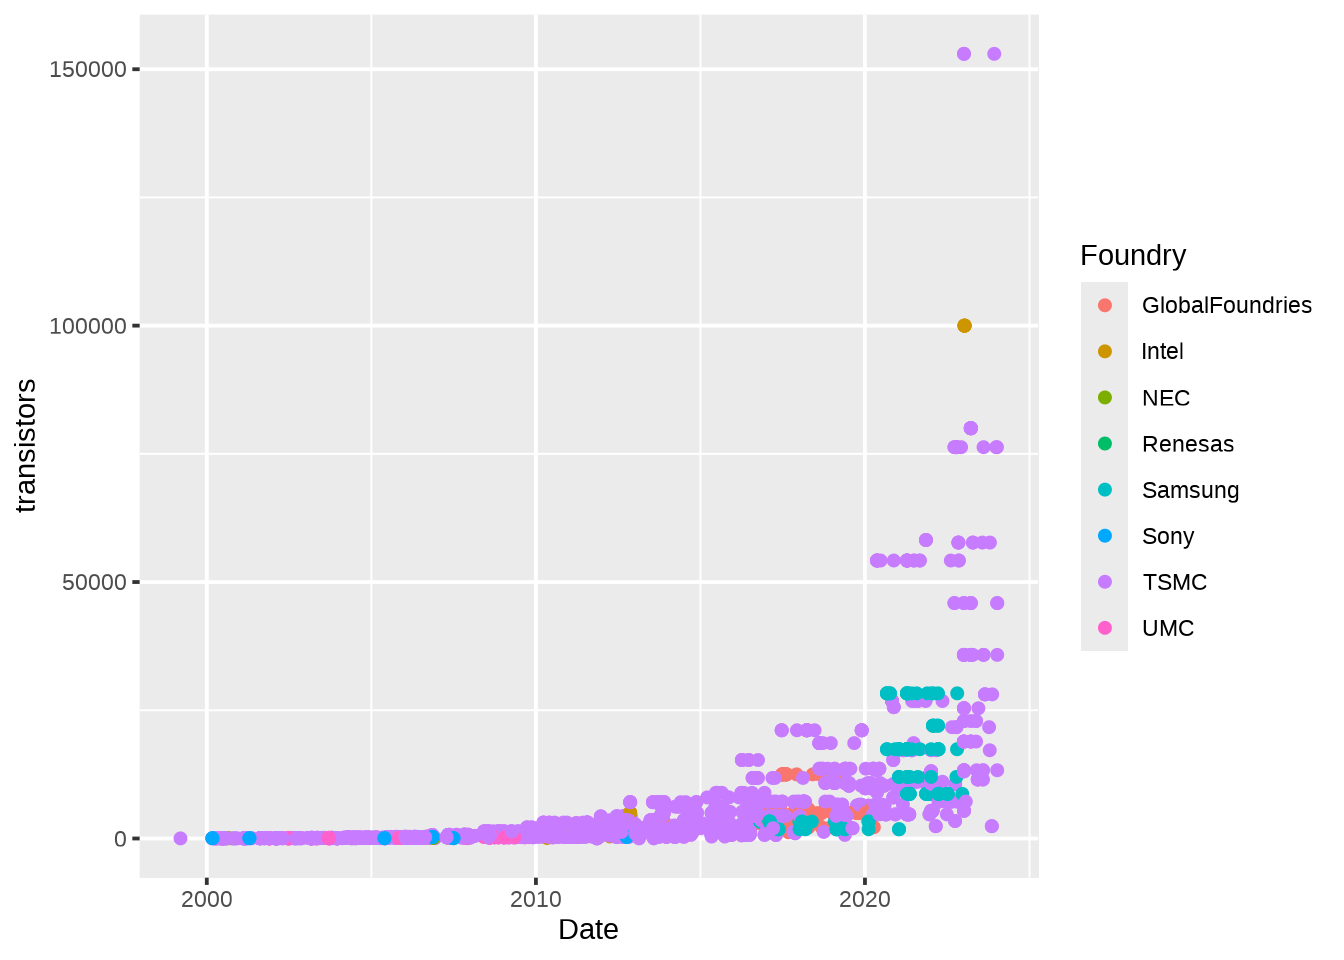 150000
100000
50000
0
transistors
2000
2010
2020
Date
Foundry
GlobalFoundries
Intel
NEC
Renesas
Samsung
Sony
TSMC
UMC